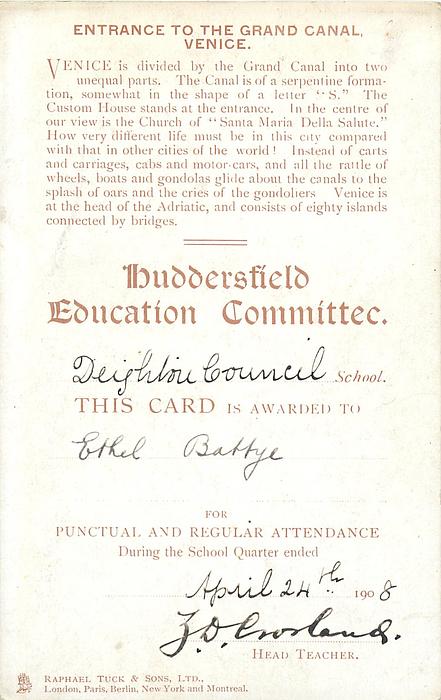 ENTRANCE TO THE GRAND CANAL,
VENICE.
VENICE is divided by the Grand Canal into two
unequal parts. The Canal is of a serpentine forma-
tion, somewhat in the shape of a letter "S." The
Custom House stands at the entrance. In the centre of
our view is the Church of "Santa Maria Della Salute."
How very different life must be in this city compared
with that in other cities of the world! Instead of carts
and carriages, cabs and motor-cars, and all the rattle of
wheels, boats and gondolas glide about the canals to the
splash of oars and the cries of the gondoliers Venice is
at the head of the Adriatic, and consists of eighty islands
connected by bridges.
Huddersfield
Education Committee.
Deighton Council School.
THIS CARD IS AWARDED TO
Ethel Battye
FOR
PUNCTUAL AND REGULAR ATTENDANCE
During the School Quarter ended
April 24th 1908
Z. D. Crosland.
HEAD TEACHER.
RAPHAEL TUCK & SONS, LTD.,
London, Paris, Berlin, New York and Montreal.